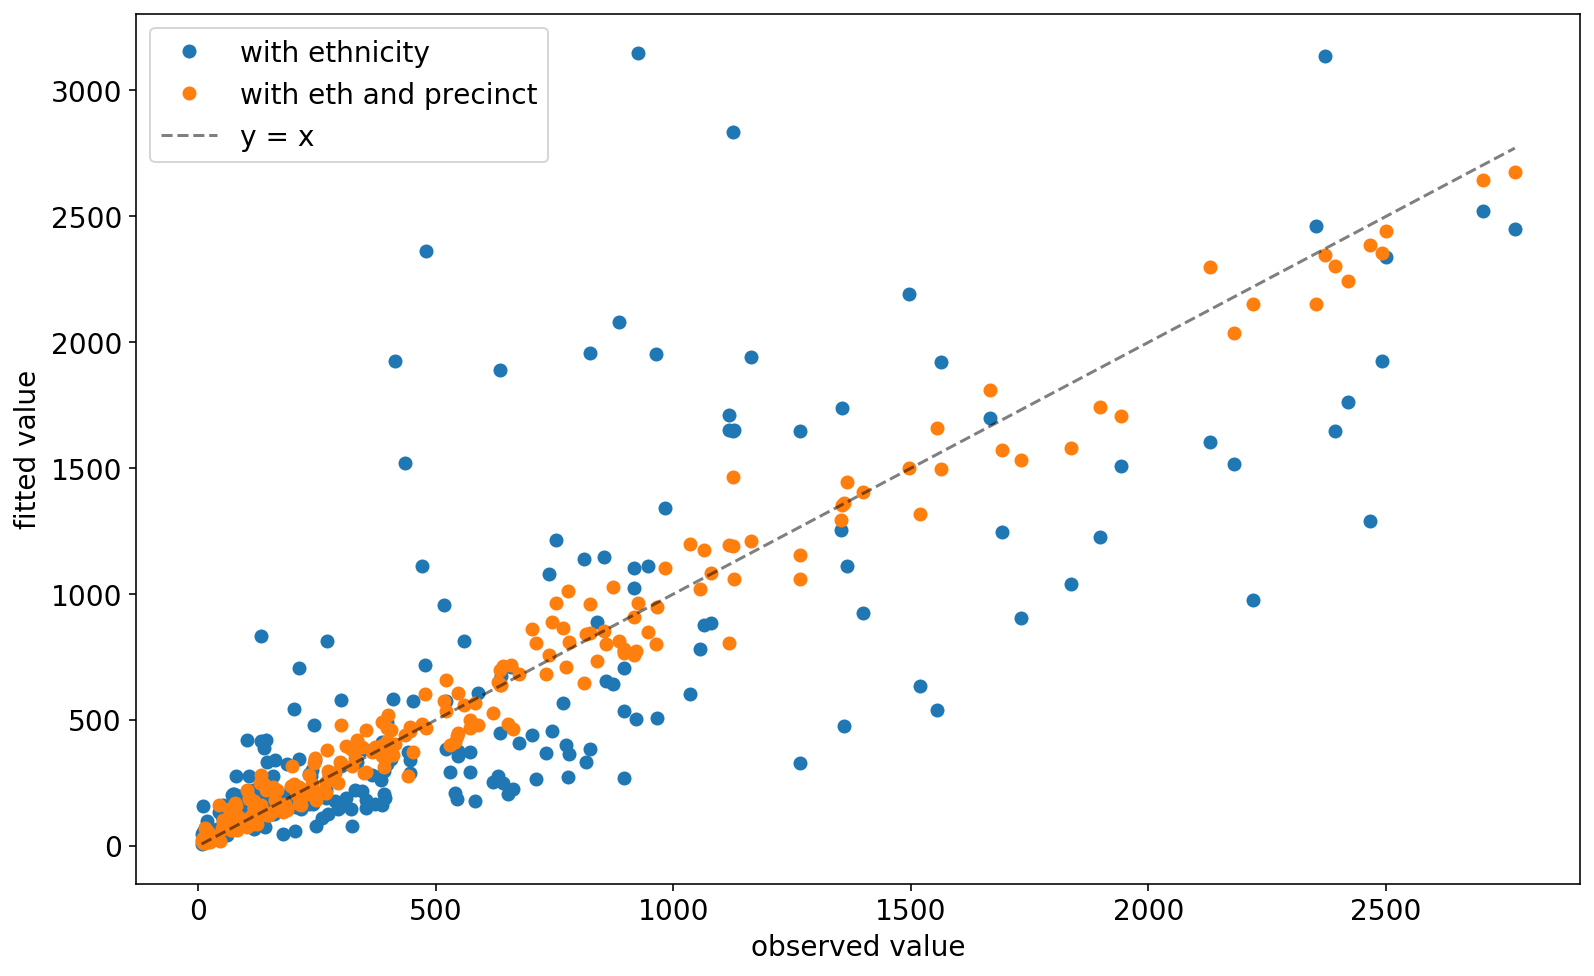 with ethnicity
with eth and precinct
y = x
3000
2500
2000
1500
1000
500
0
fitted value
0 500 1000 1500 2000 2500
observed value